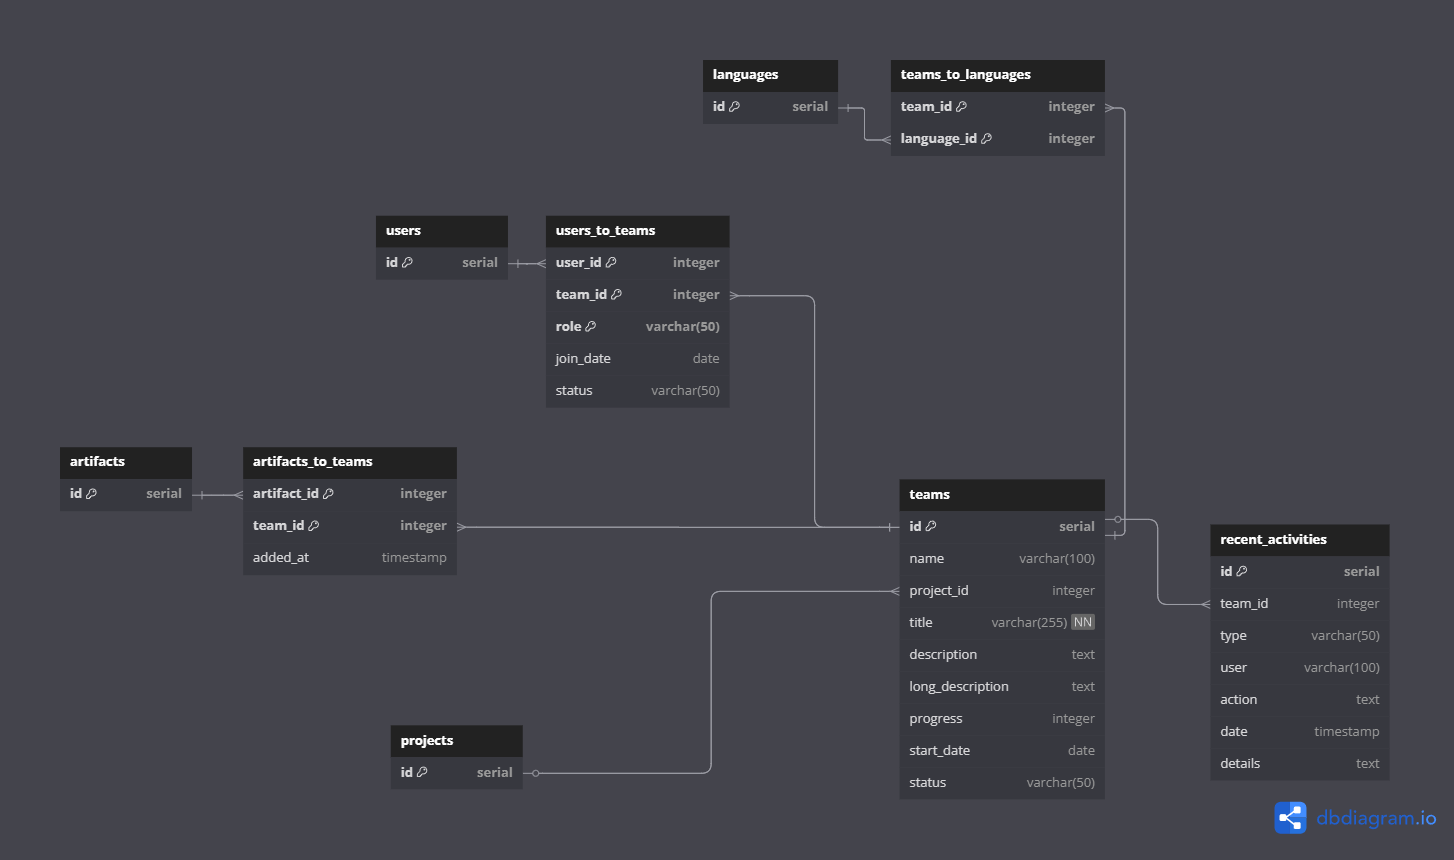 languages
id serial
teams_to_languages
team_id integer
language_id integer
users
id serial
users_to_teams
user_id integer
team_id integer
role varchar(50)
join_date date
status varchar(50)
artifacts
id serial
artifacts_to_teams
artifact_id integer
team_id integer
added_at timestamp
teams
id serial
name varchar(100)
project_id integer
title varchar(255) NN
description text
long_description text
progress integer
start_date date
status varchar(50)
recent_activities
id serial
team_id integer
type varchar(50)
user varchar(100)
action text
date timestamp
details text
projects
id serial
dbdiagram.io